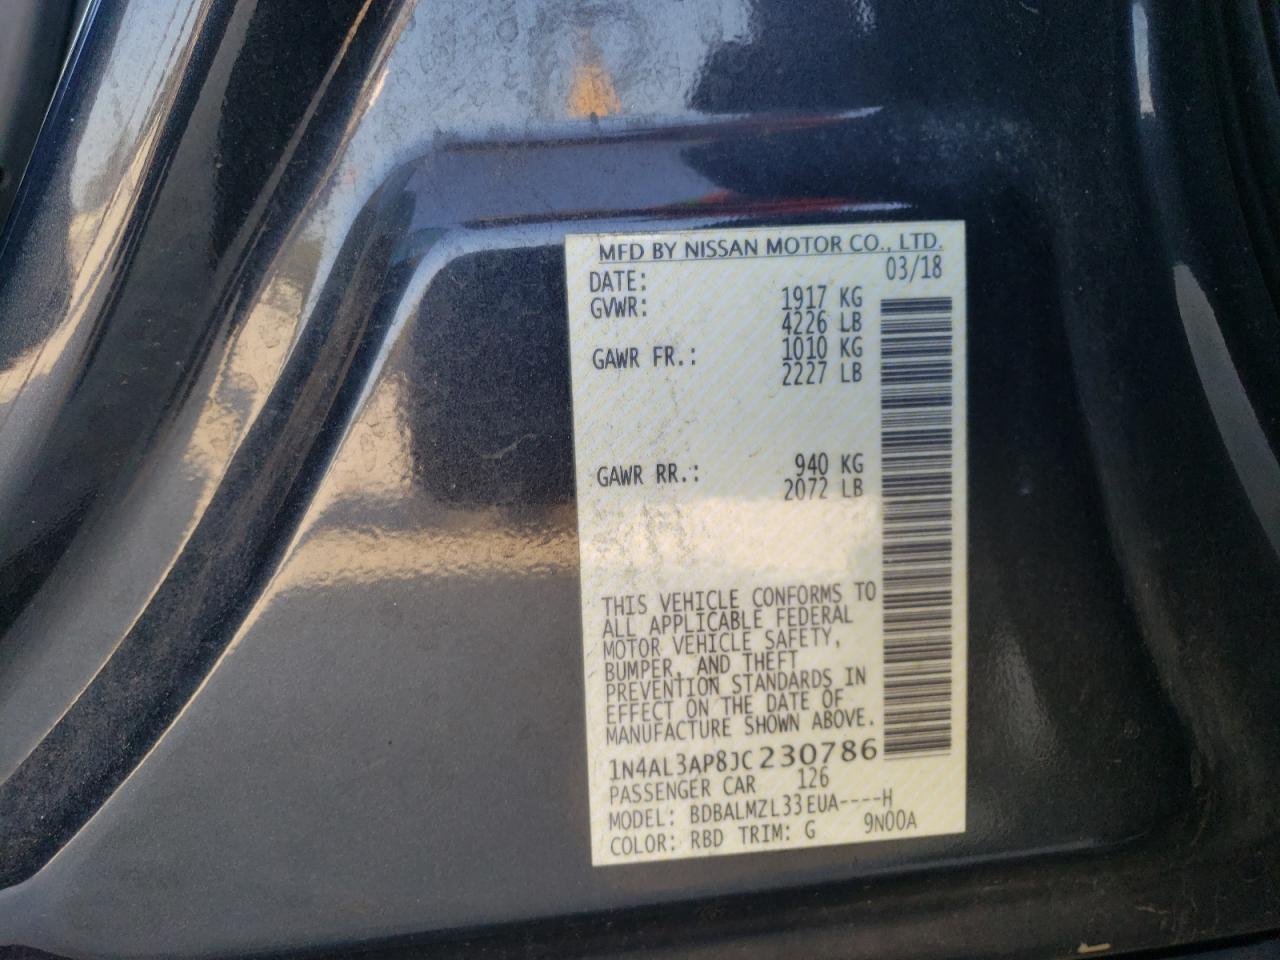 MFD BY NISSAN MOTOR CO., LTD.
DATE: 03/18
GVWR: 1917 KG
4226 LB
GAWR FR.: 1010 KG
2227 LB
GAWR RR.: 940 KG
2072 LB
THIS VEHICLE CONFORMS TO
ALL APPLICABLE FEDERAL
MOTOR VEHICLE SAFETY,
BUMPER, AND THEFT
PREVENTION STANDARDS IN
EFFECT ON THE DATE OF
MANUFACTURE SHOWN ABOVE.
1N4AL3AP8JC230786
PASSENGER CAR 126
MODEL: BDBALMZL33EUA----H
COLOR: RBD TRIM: G 9N00A